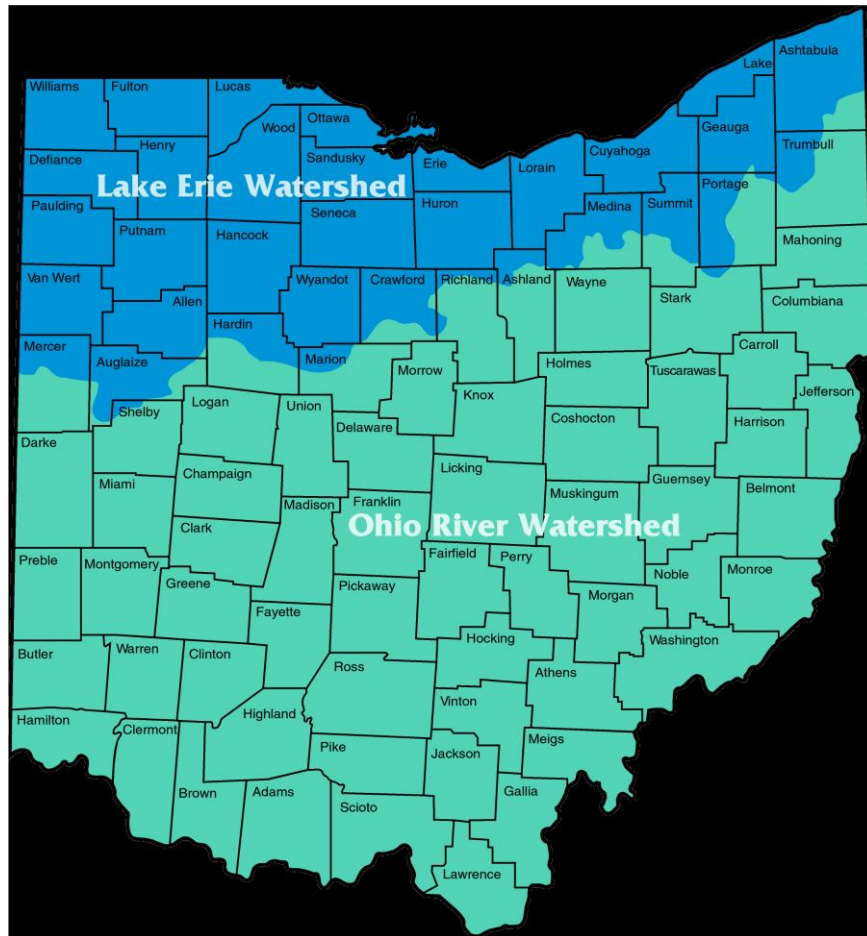 Ashtabula
Lake
Williams
Fulton
Lucas
Ottawa
Geauga
Wood
Henry
Trumbull
Sandusky
Erie
Cuyahoga
Defiance
Lorain
Portage
Lake Erie Watershed
Paulding
Huron
Medina
Summit
Seneca
Putnam
Hancock
Mahoning
Van Wert
Wyandot
Crawford
Richland
Ashland
Wayne
Stark
Allen
Columbiana
Hardin
Mercer
Auglaize
Marion
Carroll
Morrow
Holmes
Tuscarawas
Jefferson
Knox
Logan
Union
Shelby
Coshocton
Harrison
Delaware
Darke
Licking
Champaign
Guernsey
Miami
Muskingum
Belmont
Madison
Franklin
Clark
Ohio River Watershed
Preble
Montgomery
Fairfield
Perry
Greene
Noble
Monroe
Pickaway
Morgan
Fayette
Hocking
Washington
Butler
Warren
Clinton
Ross
Athens
Vinton
Highland
Hamilton
Clermont
Meigs
Pike
Jackson
Brown
Adams
Scioto
Gallia
Lawrence